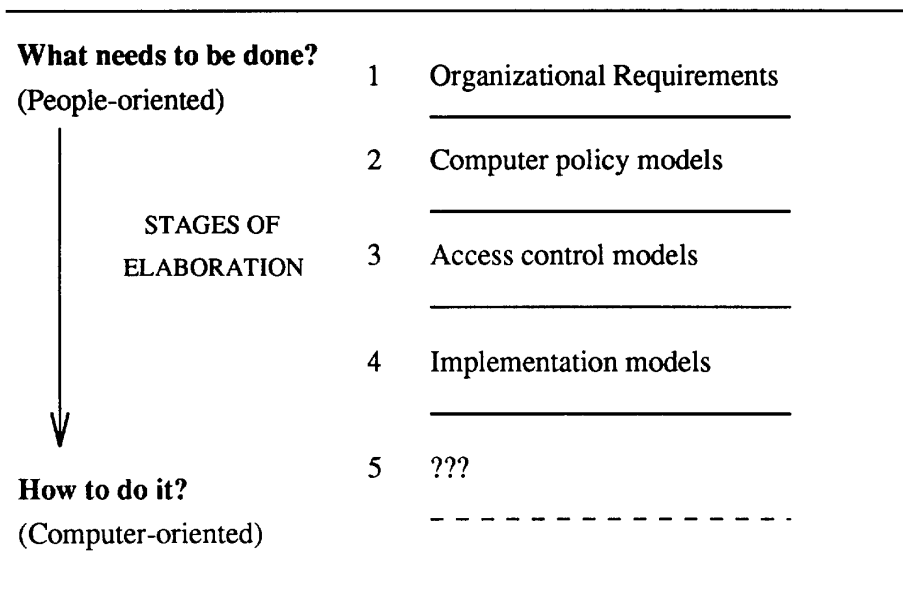 What needs to be done?
(People-oriented)
STAGES OF
ELABORATION
How to do it?
(Computer-oriented)
1 Organizational Requirements
2 Computer policy models
3 Access control models
4 Implementation models
5 ???